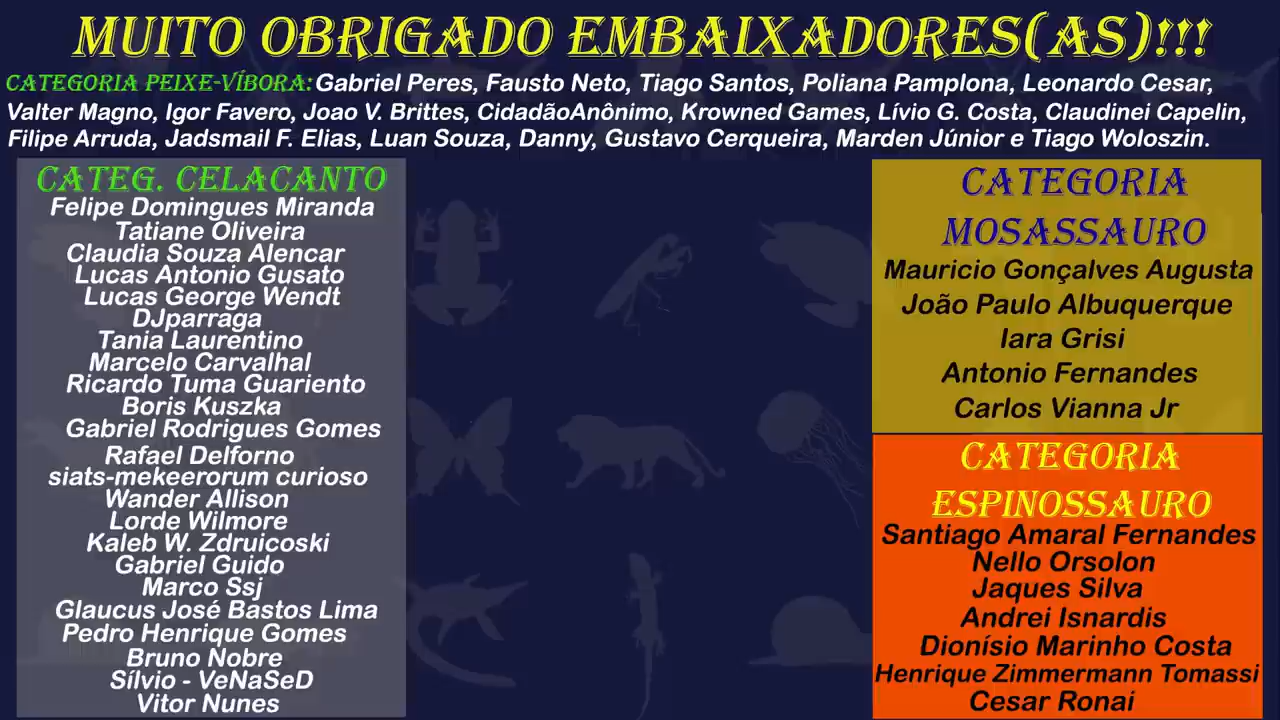 MUITO OBRIGADO EMBAIXADORES(AS)!!!
CATEGORIA PEIXE-VÍBORA: Gabriel Peres, Fausto Neto, Tiago Santos, Poliana Pamplona, Leonardo Cesar,
Valter Magno, Igor Favero, Joao V. Brittes, CidadãoAnônimo, Krowned Games, Lívio G. Costa, Claudinei Capelin,
Filipe Arruda, Jadsmail F. Elias, Luan Souza, Danny, Gustavo Cerqueira, Marden Júnior e Tiago Woloszin.
CATEG. CELACANTO
Felipe Domingues Miranda
Tatiane Oliveira
Claudia Souza Alencar
Lucas Antonio Gusato
Lucas George Wendt
DJparraga
Tania Laurentino
Marcelo Carvalhal
Ricardo Tuma Guariento
Boris Kuszka
Gabriel Rodrigues Gomes
Rafael Delforno
siats-mekeerorum curioso
Wander Allison
Lorde Wilmore
Kaleb W. Zdruicoski
Gabriel Guido
Marco Ssj
Glaucus José Bastos Lima
Pedro Henrique Gomes
Bruno Nobre
Sílvio - VeNaSeD
Vitor Nunes
CATEGORIA
MOSASSAURO
Mauricio Gonçalves Augusta
João Paulo Albuquerque
Iara Grisi
Antonio Fernandes
Carlos Vianna Jr
CATEGORIA
ESPINOSSAURO
Santiago Amaral Fernandes
Nello Orsolon
Jaques Silva
Andrei Isnardis
Dionísio Marinho Costa
Henrique Zimmermann Tomassi
Cesar Ronai